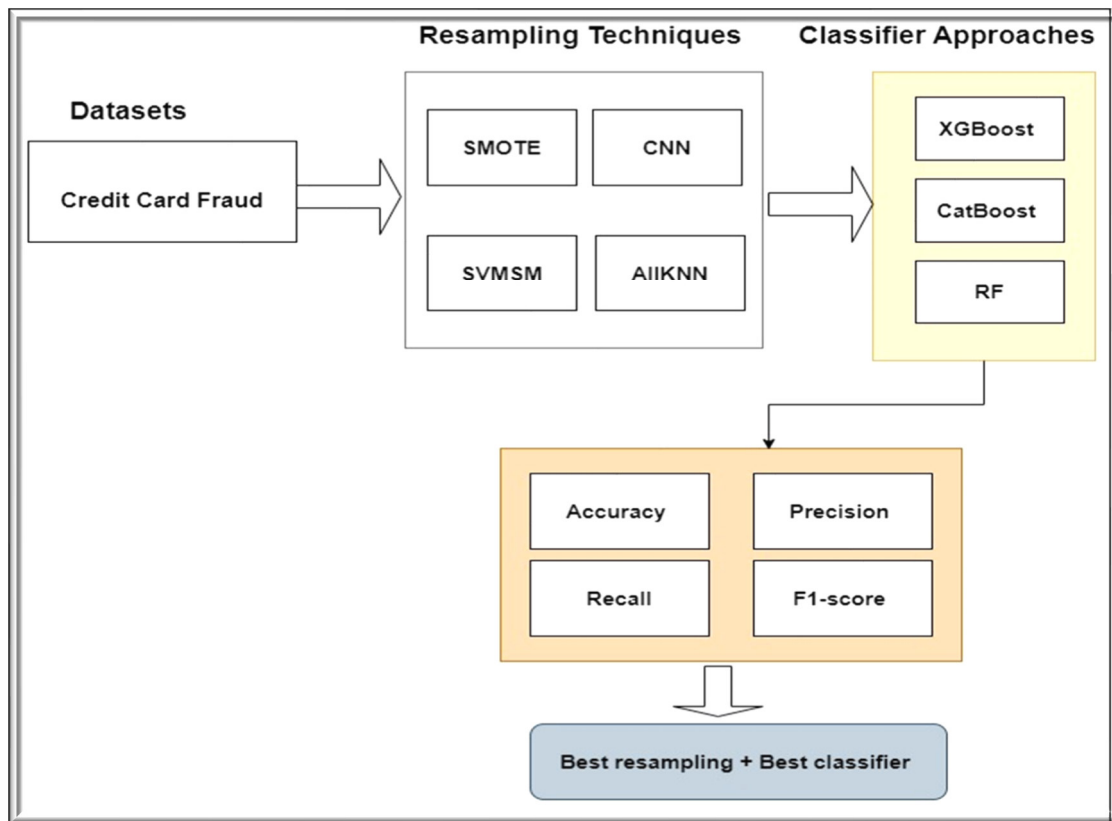 Resampling Techniques
Classifier Approaches
Datasets
Credit Card Fraud
SMOTE
CNN
SVMSM
AllKNN
XGBoost
CatBoost
RF
Accuracy
Precision
Recall
F1-score
Best resampling + Best classifier